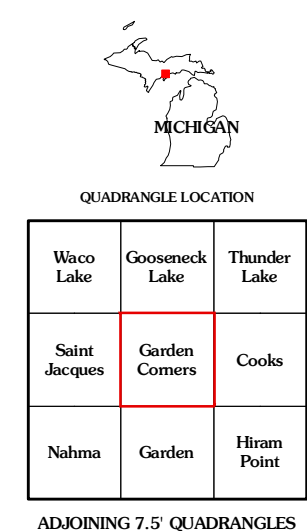 MICHIGAN
QUADRANGLE LOCATION
Waco
Lake
Gooseneck
Lake
Thunder
Lake
Saint
Jacques
Garden
Corners
Cooks
Nahma
Garden
Hiram
Point
ADJOINING 7.5' QUADRANGLES